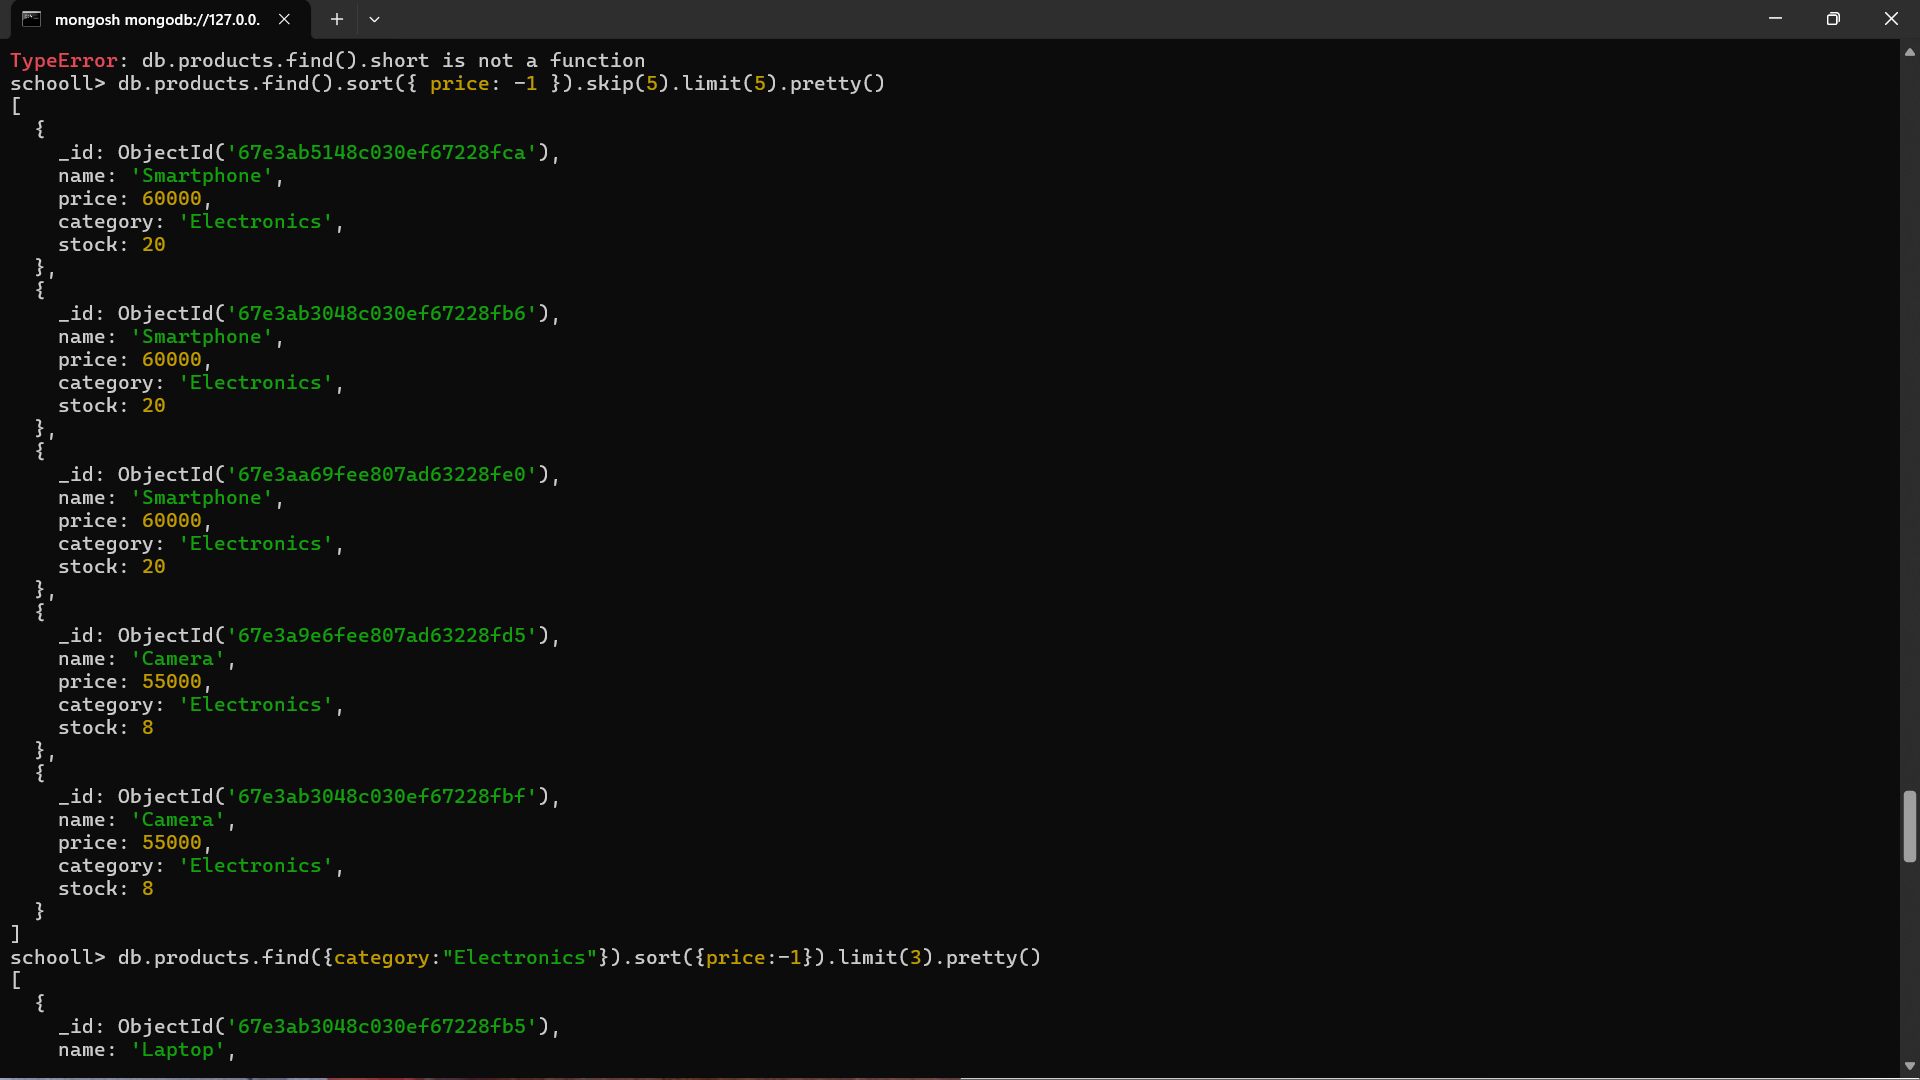 mongosh mongodb://127.0.0.
TypeError: db.products.find().short is not a function
schooll> db.products.find().sort({ price: -1 }).skip(5).limit(5).pretty()
[
  {
    _id: ObjectId('67e3ab5148c030ef67228fca'),
    name: 'Smartphone',
    price: 60000,
    category: 'Electronics',
    stock: 20
  },
  {
    _id: ObjectId('67e3ab3048c030ef67228fb6'),
    name: 'Smartphone',
    price: 60000,
    category: 'Electronics',
    stock: 20
  },
  {
    _id: ObjectId('67e3aa69fee807ad63228fe0'),
    name: 'Smartphone',
    price: 60000,
    category: 'Electronics',
    stock: 20
  },
  {
    _id: ObjectId('67e3a9e6fee807ad63228fd5'),
    name: 'Camera',
    price: 55000,
    category: 'Electronics',
    stock: 8
  },
  {
    _id: ObjectId('67e3ab3048c030ef67228fbf'),
    name: 'Camera',
    price: 55000,
    category: 'Electronics',
    stock: 8
  }
]
schooll> db.products.find({category:"Electronics"}).sort({price:-1}).limit(3).pretty()
[
  {
    _id: ObjectId('67e3ab3048c030ef67228fb5'),
    name: 'Laptop',